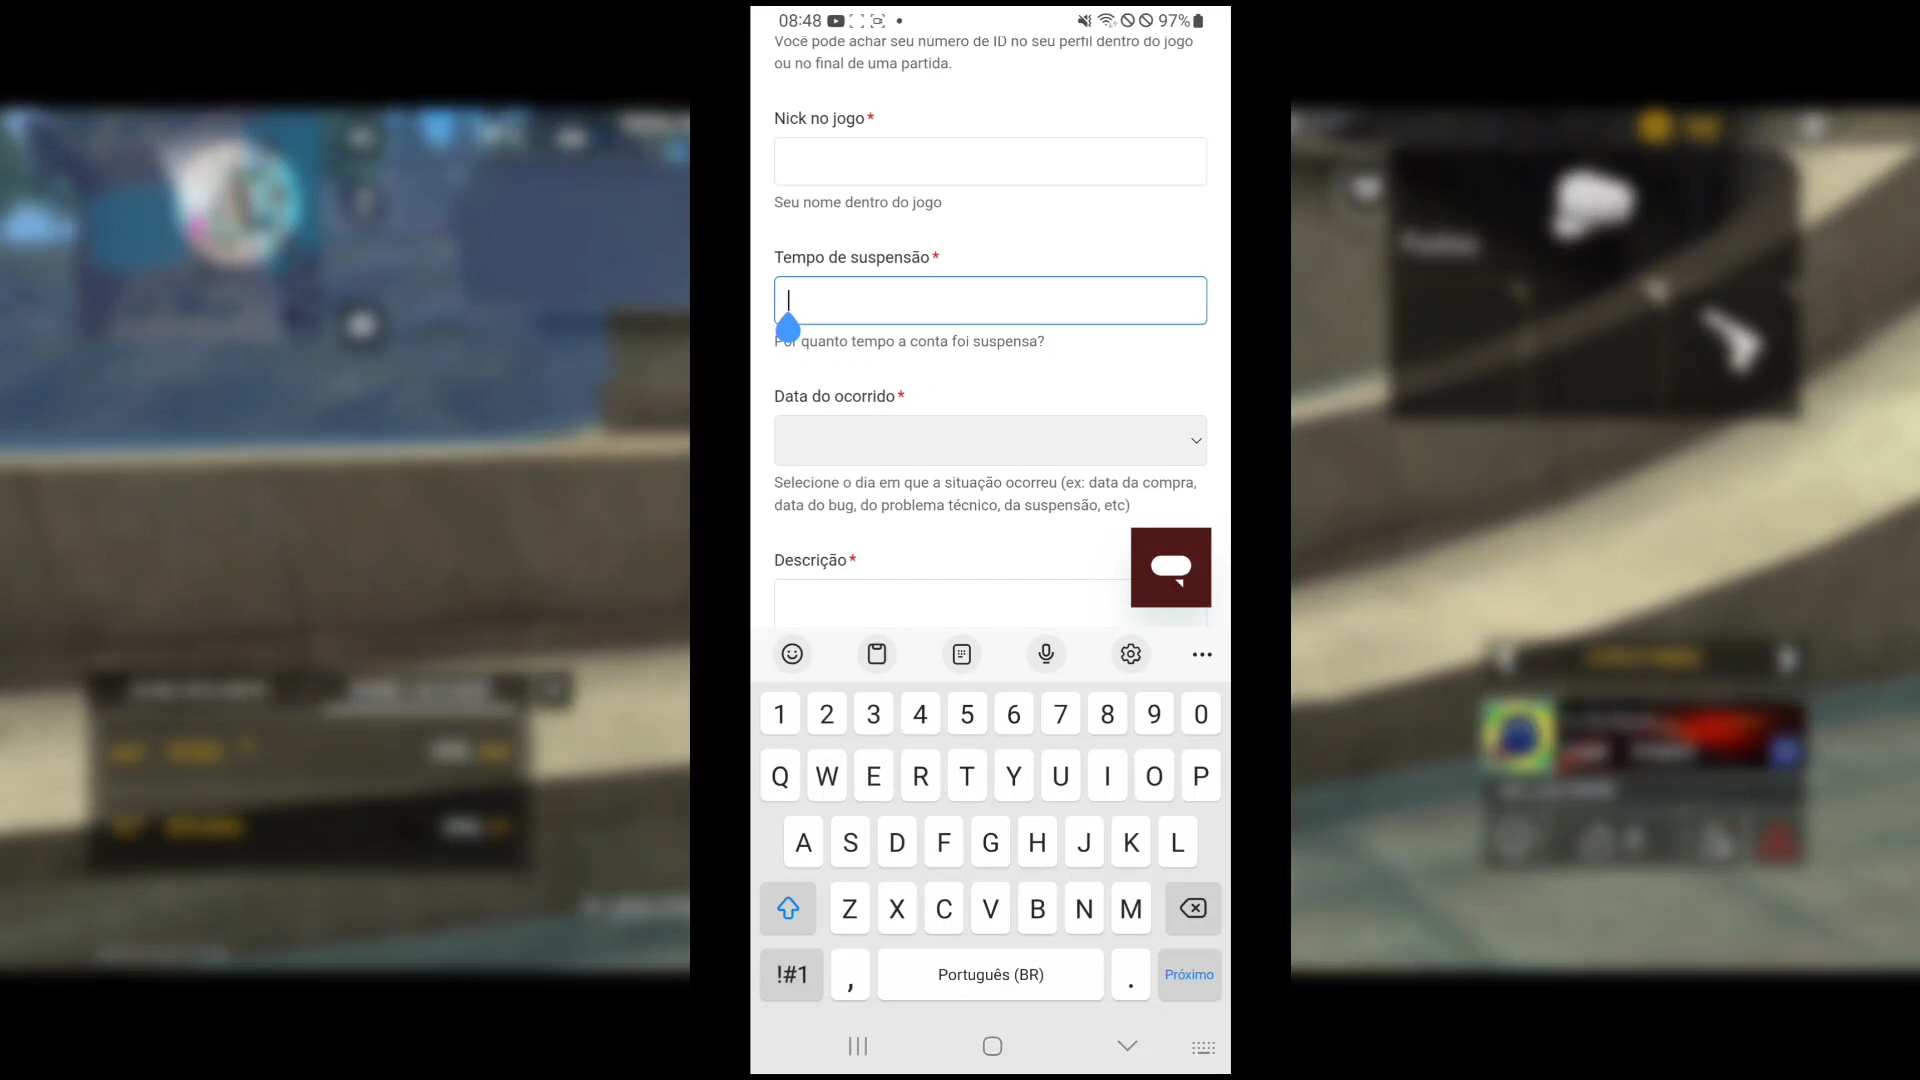 08:48
97%
Você pode achar seu número de ID no seu perfil dentro do jogo
ou no final de uma partida.
Nick no jogo*
Seu nome dentro do jogo
Tempo de suspensão*
Por quanto tempo a conta foi suspensa?
Data do ocorrido*
Selecione o dia em que a situação ocorreu (ex: data da compra,
data do bug, do problema técnico, da suspensão, etc)
Descrição*
1 2 3 4 5 6 7 8 9 0
Q W E R T Y U I O P
A S D F G H J K L
Z X C V B N M
!#1 , Português (BR) . Próximo